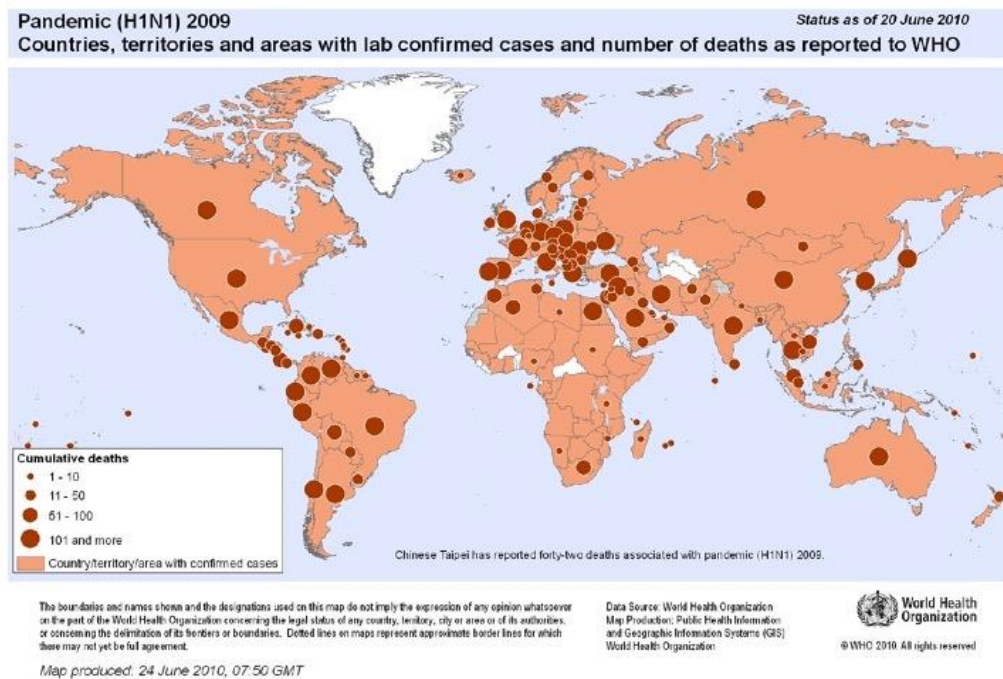 Pandemic (H1N1) 2009
Status as of 20 June 2010
Countries, territories and areas with lab confirmed cases and number of deaths as reported to WHO
Cumulative deaths
1 - 10
11 - 50
51 - 100
101 and more
Country/territory/area with confirmed cases
Chinese Taipei has reported forty-two deaths associated with pandemic (H1N1) 2009.
The boundaries and names shown and the designations used on this map do not imply the expression of any opinion whatsoever
on the part of the World Health Organization concerning the legal status of any country, territory, city or area or of its authorities,
or concerning the delimitation of its frontiers or boundaries. Dotted lines on maps represent approximate border lines for which
there may not yet be full agreement.
Data Source: World Health Organization
Map Production: Public Health Information
and Geographic Information Systems (GIS)
World Health Organization
World Health
Organization
© WHO 2010. All rights reserved
Map produced: 24 June 2010, 07:50 GMT